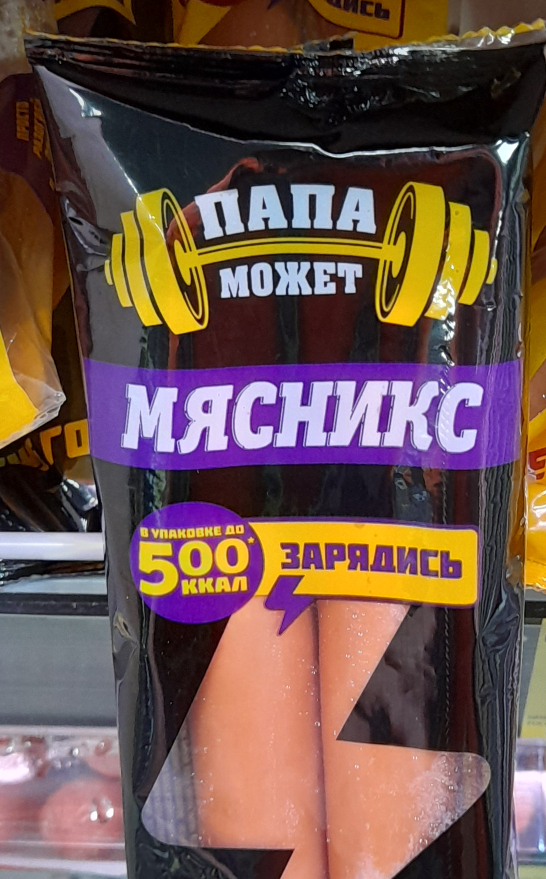 ПАПА
МОЖЕТ
МЯСНИКС
В УПАКОВКЕ ДО
500*
ККАЛ
ЗАРЯДИСЬ